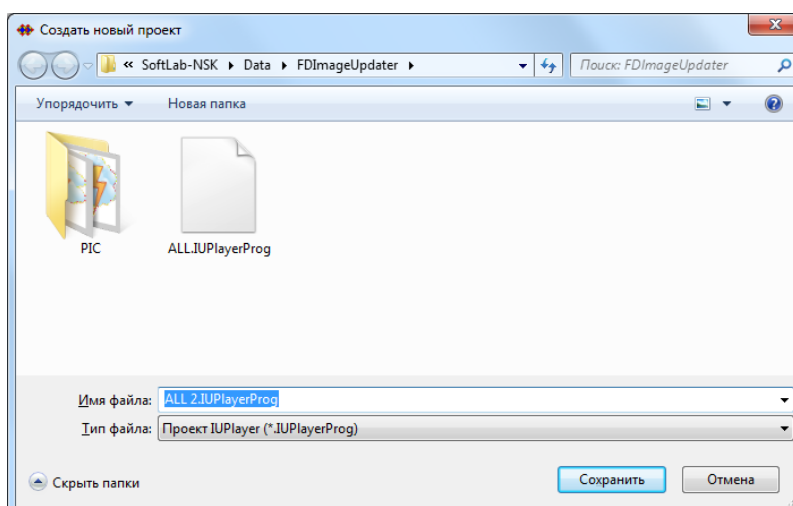 Создать новый проект
« SoftLab-NSK ▸ Data ▸ FDImageUpdater ▸
Поиск: FDImageUpdater
Упорядочить ▼ Новая папка
PIC
ALL.IUPlayerProg
Имя файла: ALL 2.IUPlayerProg
Тип файла: Проект IUPlayer (*.IUPlayerProg)
Скрыть папки
Сохранить
Отмена